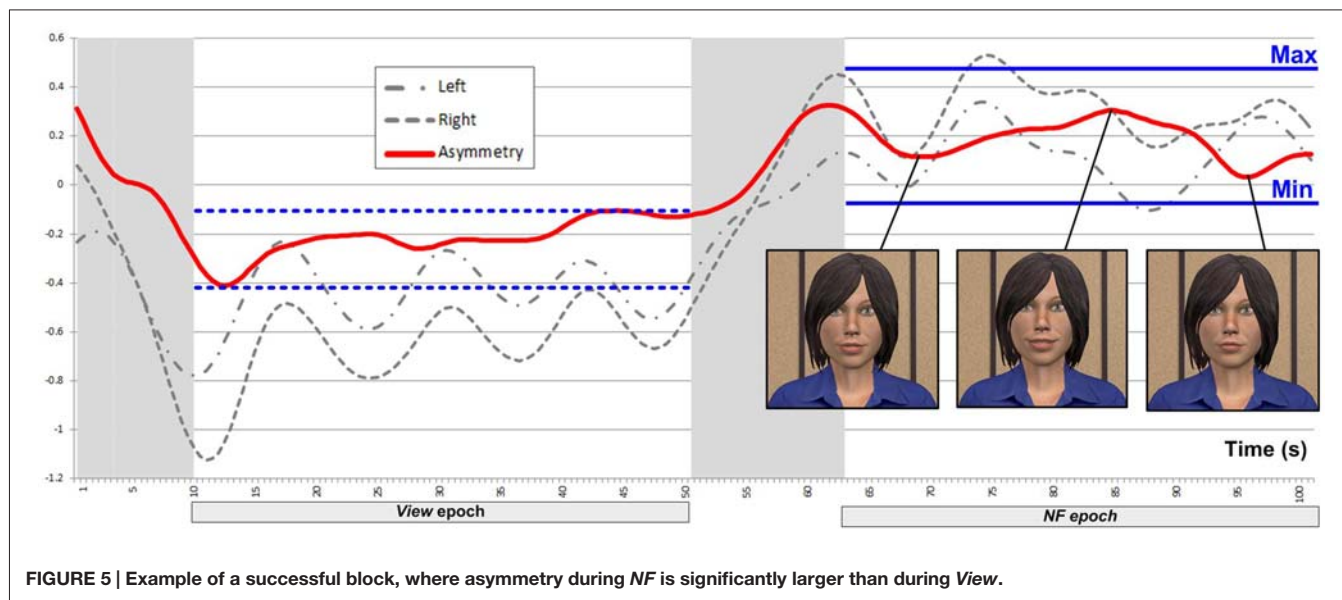 0.6
0.4
0.2
0
-0.2
-0.4
-0.6
-0.8
-1
-1.2
Left
Right
Asymmetry
Max
Min
Time (s)
1 5 10 15 20 25 30 35 40 45 50 55 60 65 70 75 80 85 90 95 100
View epoch
NF epoch
FIGURE 5 | Example of a successful block, where asymmetry during NF is significantly larger than during View.